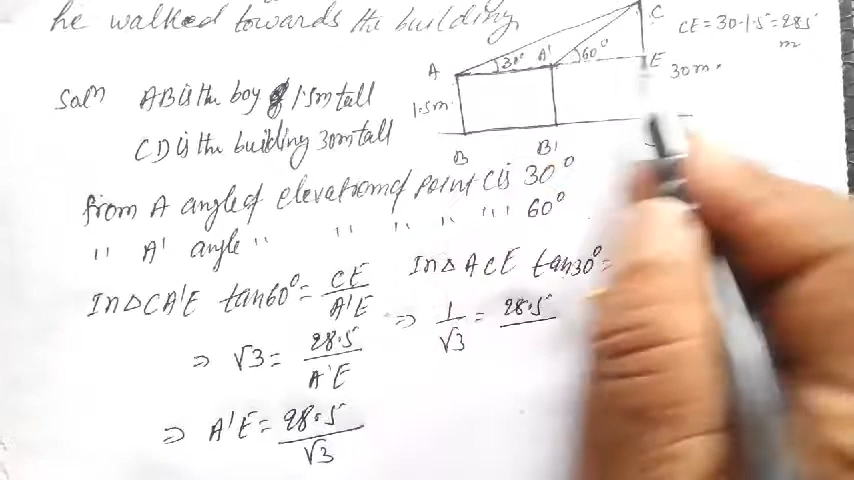 he walked towards the building
C CE = 30-1.5 = 28.5
m
A 30° A' 60° E 30m.
1.5m.
B B'
Soln AB is the boy 1.5m tall
CD is the building 30m tall
from A angle of elevation of point C is 30°
" A' angle " " " " " " 60°
In △CA'E tan60° = CE/A'E In △ACE tan30° =
⇒ √3 = 28.5/A'E ⇒ 1/√3 = 28.5
⇒ A'E = 28.5/√3